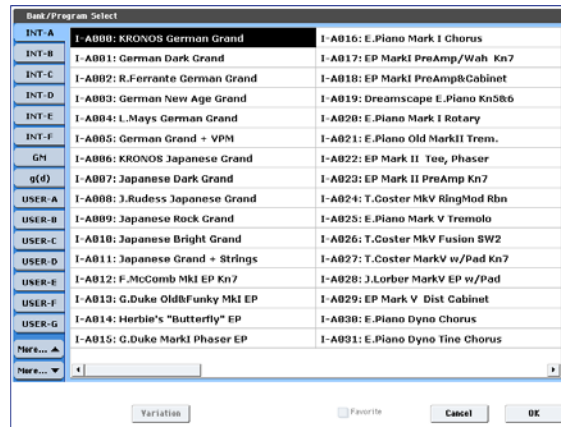 Bank/Program Select
INT-A
INT-B
INT-C
INT-D
INT-E
INT-F
GM
g(d)
USER-A
USER-B
USER-C
USER-D
USER-E
USER-F
USER-G
More...
More...
I-A000: KRONOS German Grand
I-A001: German Dark Grand
I-A002: R.Ferrante German Grand
I-A003: German New Age Grand
I-A004: L.Mays German Grand
I-A005: German Grand + VPM
I-A006: KRONOS Japanese Grand
I-A007: Japanese Dark Grand
I-A008: J.Rudess Japanese Grand
I-A009: Japanese Rock Grand
I-A010: Japanese Bright Grand
I-A011: Japanese Grand + Strings
I-A012: F.McComb MkI EP Kn7
I-A013: G.Duke Old&Funky MkI EP
I-A014: Herbie's "Butterfly" EP
I-A015: G.Duke MarkI Phaser EP
I-A016: E.Piano Mark I Chorus
I-A017: EP MarkI PreAmp/Wah Kn7
I-A018: EP MarkI PreAmp&Cabinet
I-A019: Dreamscape E.Piano Kn5&6
I-A020: E.Piano Mark I Rotary
I-A021: E.Piano Old MarkII Trem.
I-A022: EP Mark II Tee, Phaser
I-A023: EP Mark II PreAmp Kn7
I-A024: T.Coster MkV RingMod Rbn
I-A025: E.Piano Mark V Tremolo
I-A026: T.Coster MkV Fusion SW2
I-A027: T.Coster MarkV w/Pad Kn7
I-A028: J.Lorber MarkV EP w/Pad
I-A029: EP Mark V Dist Cabinet
I-A030: E.Piano Dyno Chorus
I-A031: E.Piano Dyno Tine Chorus
Variation
Favorite
Cancel
OK